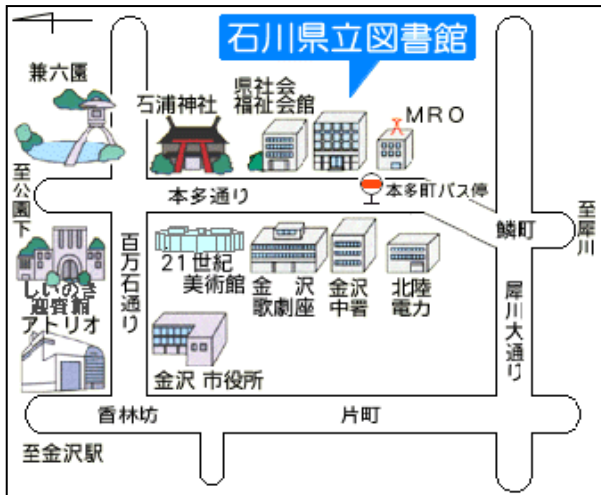 石川県立図書館
兼六園
石浦神社
県社会
福祉会館
MRO
至公園下
本多通り
本多町バス停
鱗町
至犀川
百万石通り
しいのき
迎賓館
21世紀
美術館
金沢
歌劇座
金沢
中署
北陸
電力
犀川大通り
アトリオ
金沢市役所
香林坊
片町
至金沢駅